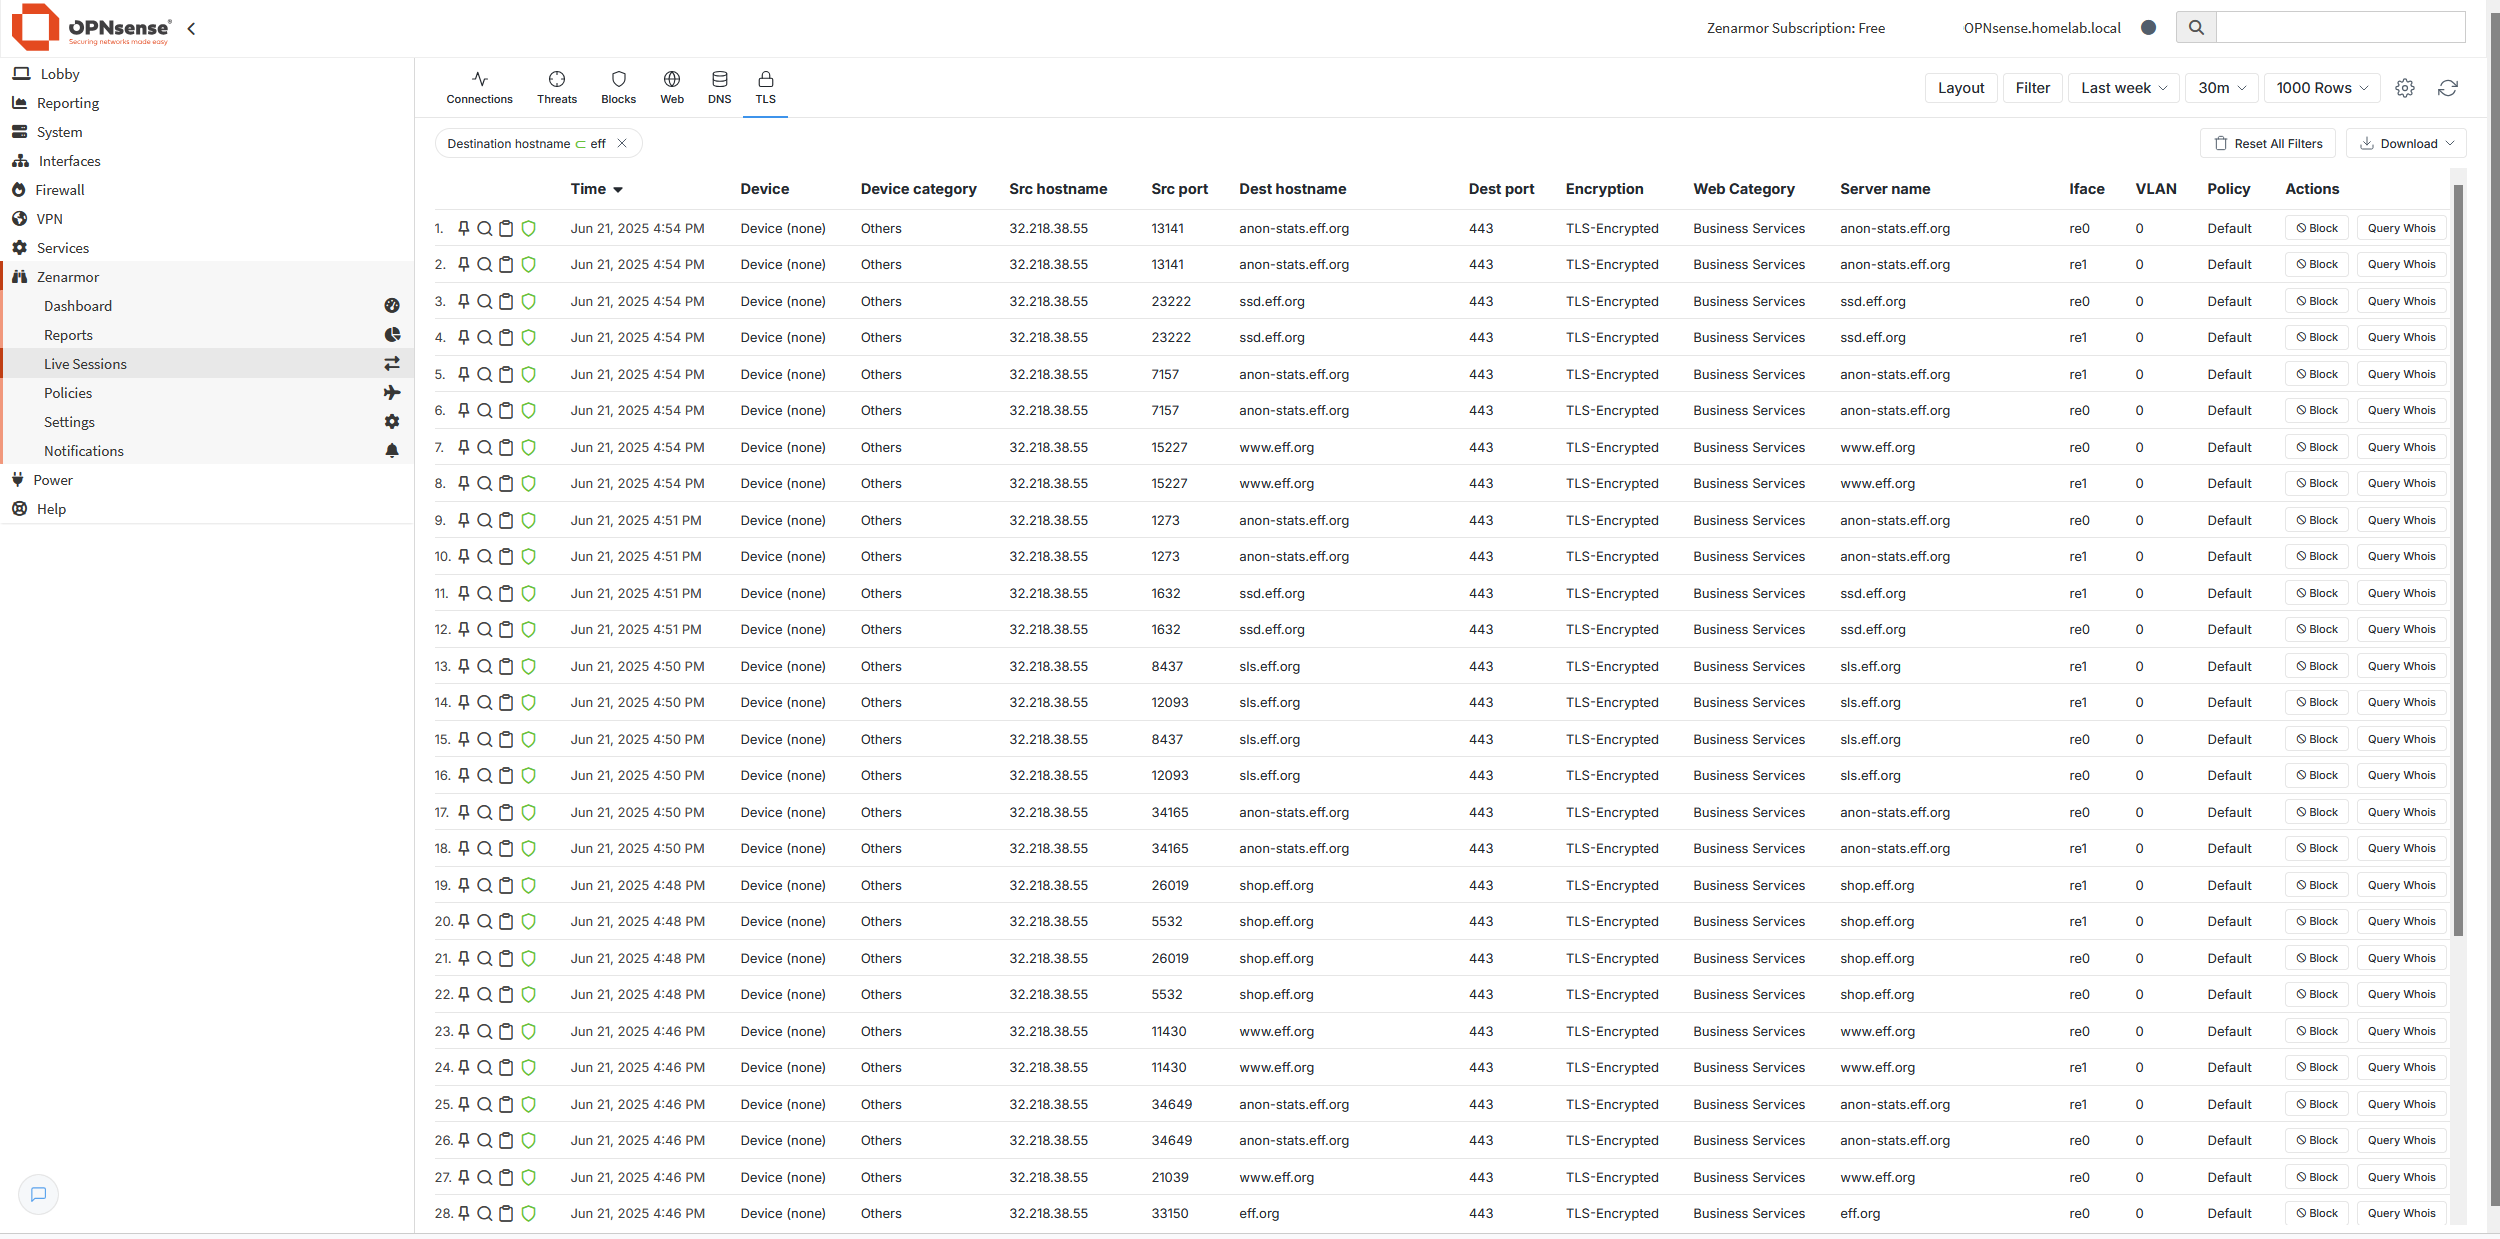 OPNsense®
Securing networks made easy
Zenarmor Subscription: Free
OPNsense.homelab.local
Lobby
Reporting
System
Interfaces
Firewall
VPN
Services
Zenarmor
Dashboard
Reports
Live Sessions
Policies
Settings
Notifications
Power
Help
Connections Threats Blocks Web DNS TLS
Layout Filter Last week 30m 1000 Rows
Destination hostname ⊂ eff
Reset All Filters Download
Time Device Device category Src hostname Src port Dest hostname Dest port Encryption Web Category Server name Iface VLAN Policy Actions
1. Jun 21, 2025 4:54 PM Device (none) Others 32.218.38.55 13141 anon-stats.eff.org 443 TLS-Encrypted Business Services anon-stats.eff.org re0 0 Default Block Query Whois
2. Jun 21, 2025 4:54 PM Device (none) Others 32.218.38.55 13141 anon-stats.eff.org 443 TLS-Encrypted Business Services anon-stats.eff.org re1 0 Default Block Query Whois
3. Jun 21, 2025 4:54 PM Device (none) Others 32.218.38.55 23222 ssd.eff.org 443 TLS-Encrypted Business Services ssd.eff.org re0 0 Default Block Query Whois
4. Jun 21, 2025 4:54 PM Device (none) Others 32.218.38.55 23222 ssd.eff.org 443 TLS-Encrypted Business Services ssd.eff.org re1 0 Default Block Query Whois
5. Jun 21, 2025 4:54 PM Device (none) Others 32.218.38.55 7157 anon-stats.eff.org 443 TLS-Encrypted Business Services anon-stats.eff.org re1 0 Default Block Query Whois
6. Jun 21, 2025 4:54 PM Device (none) Others 32.218.38.55 7157 anon-stats.eff.org 443 TLS-Encrypted Business Services anon-stats.eff.org re0 0 Default Block Query Whois
7. Jun 21, 2025 4:54 PM Device (none) Others 32.218.38.55 15227 www.eff.org 443 TLS-Encrypted Business Services www.eff.org re0 0 Default Block Query Whois
8. Jun 21, 2025 4:54 PM Device (none) Others 32.218.38.55 15227 www.eff.org 443 TLS-Encrypted Business Services www.eff.org re1 0 Default Block Query Whois
9. Jun 21, 2025 4:51 PM Device (none) Others 32.218.38.55 1273 anon-stats.eff.org 443 TLS-Encrypted Business Services anon-stats.eff.org re0 0 Default Block Query Whois
10. Jun 21, 2025 4:51 PM Device (none) Others 32.218.38.55 1273 anon-stats.eff.org 443 TLS-Encrypted Business Services anon-stats.eff.org re1 0 Default Block Query Whois
11. Jun 21, 2025 4:51 PM Device (none) Others 32.218.38.55 1632 ssd.eff.org 443 TLS-Encrypted Business Services ssd.eff.org re1 0 Default Block Query Whois
12. Jun 21, 2025 4:51 PM Device (none) Others 32.218.38.55 1632 ssd.eff.org 443 TLS-Encrypted Business Services ssd.eff.org re0 0 Default Block Query Whois
13. Jun 21, 2025 4:50 PM Device (none) Others 32.218.38.55 8437 sls.eff.org 443 TLS-Encrypted Business Services sls.eff.org re1 0 Default Block Query Whois
14. Jun 21, 2025 4:50 PM Device (none) Others 32.218.38.55 12093 sls.eff.org 443 TLS-Encrypted Business Services sls.eff.org re1 0 Default Block Query Whois
15. Jun 21, 2025 4:50 PM Device (none) Others 32.218.38.55 8437 sls.eff.org 443 TLS-Encrypted Business Services sls.eff.org re0 0 Default Block Query Whois
16. Jun 21, 2025 4:50 PM Device (none) Others 32.218.38.55 12093 sls.eff.org 443 TLS-Encrypted Business Services sls.eff.org re0 0 Default Block Query Whois
17. Jun 21, 2025 4:50 PM Device (none) Others 32.218.38.55 34165 anon-stats.eff.org 443 TLS-Encrypted Business Services anon-stats.eff.org re0 0 Default Block Query Whois
18. Jun 21, 2025 4:50 PM Device (none) Others 32.218.38.55 34165 anon-stats.eff.org 443 TLS-Encrypted Business Services anon-stats.eff.org re1 0 Default Block Query Whois
19. Jun 21, 2025 4:48 PM Device (none) Others 32.218.38.55 26019 shop.eff.org 443 TLS-Encrypted Business Services shop.eff.org re1 0 Default Block Query Whois
20. Jun 21, 2025 4:48 PM Device (none) Others 32.218.38.55 5532 shop.eff.org 443 TLS-Encrypted Business Services shop.eff.org re1 0 Default Block Query Whois
21. Jun 21, 2025 4:48 PM Device (none) Others 32.218.38.55 26019 shop.eff.org 443 TLS-Encrypted Business Services shop.eff.org re0 0 Default Block Query Whois
22. Jun 21, 2025 4:48 PM Device (none) Others 32.218.38.55 5532 shop.eff.org 443 TLS-Encrypted Business Services shop.eff.org re0 0 Default Block Query Whois
23. Jun 21, 2025 4:46 PM Device (none) Others 32.218.38.55 11430 www.eff.org 443 TLS-Encrypted Business Services www.eff.org re0 0 Default Block Query Whois
24. Jun 21, 2025 4:46 PM Device (none) Others 32.218.38.55 11430 www.eff.org 443 TLS-Encrypted Business Services www.eff.org re1 0 Default Block Query Whois
25. Jun 21, 2025 4:46 PM Device (none) Others 32.218.38.55 34649 anon-stats.eff.org 443 TLS-Encrypted Business Services anon-stats.eff.org re1 0 Default Block Query Whois
26. Jun 21, 2025 4:46 PM Device (none) Others 32.218.38.55 34649 anon-stats.eff.org 443 TLS-Encrypted Business Services anon-stats.eff.org re0 0 Default Block Query Whois
27. Jun 21, 2025 4:46 PM Device (none) Others 32.218.38.55 21039 www.eff.org 443 TLS-Encrypted Business Services www.eff.org re0 0 Default Block Query Whois
28. Jun 21, 2025 4:46 PM Device (none) Others 32.218.38.55 33150 eff.org 443 TLS-Encrypted Business Services eff.org re0 0 Default Block Query Whois